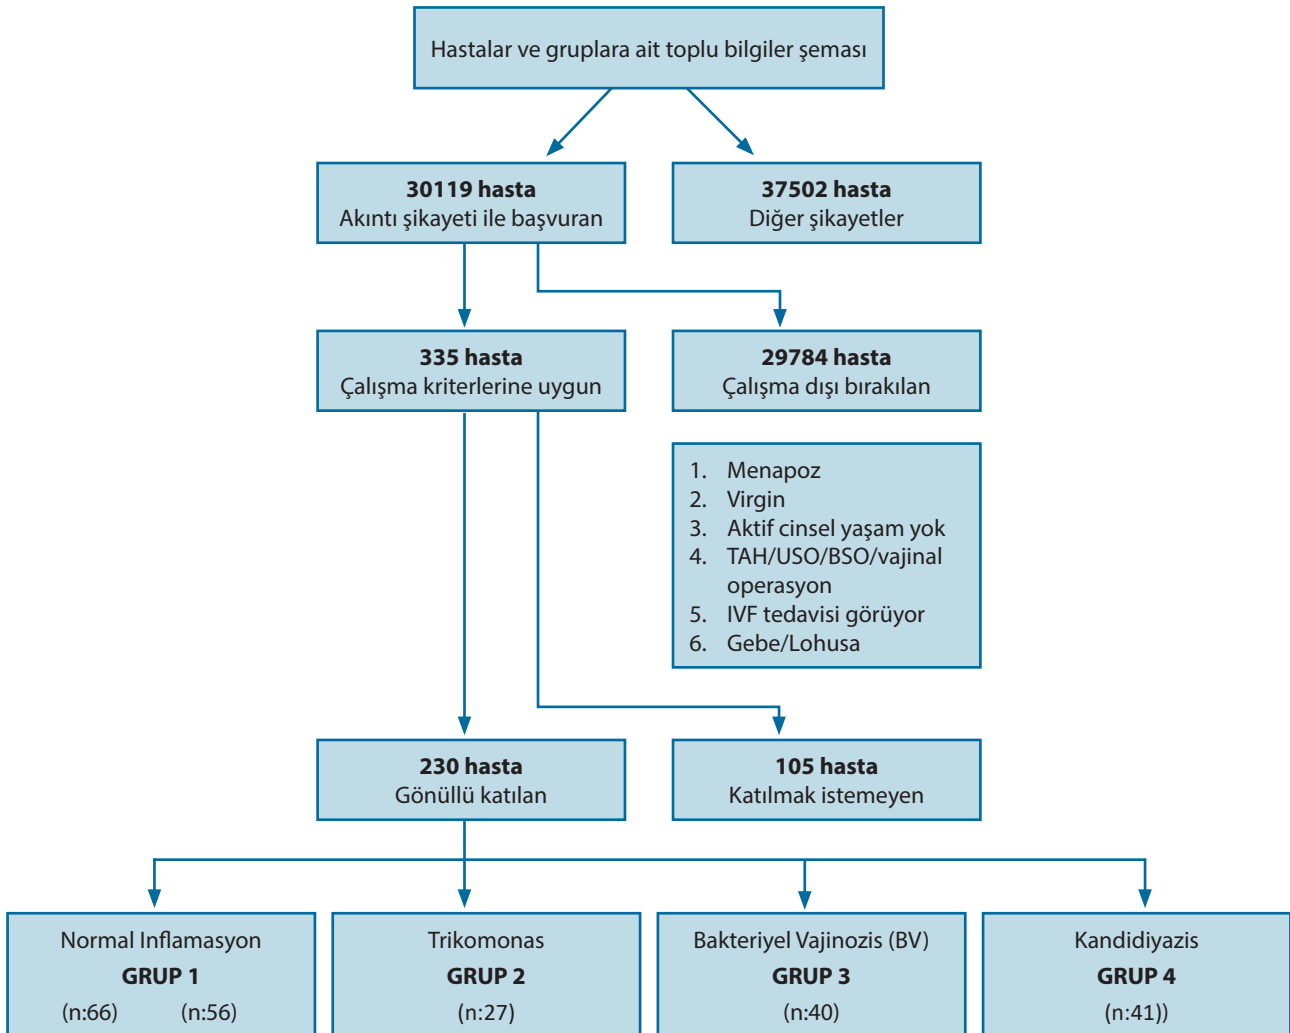 Hastalar ve gruplara ait toplu bilgiler şeması
30119 hasta
Akıntı şikayeti ile başvuran
37502 hasta
Diğer şikayetler
335 hasta
Çalışma kriterlerine uygun
29784 hasta
Çalışma dışı bırakılan
1. Menapoz
2. Virgin
3. Aktif cinsel yaşam yok
4. TAH/USO/BSO/vajinal
operasyon
5. IVF tedavisi görüyor
6. Gebe/Lohusa
230 hasta
Gönüllü katılan
105 hasta
Katılmak istemeyen
Normal Inflamasyon
GRUP 1
(n:66) (n:56)
Trikomonas
GRUP 2
(n:27)
Bakteriyel Vajinozis (BV)
GRUP 3
(n:40)
Kandidiyazis
GRUP 4
(n:41))